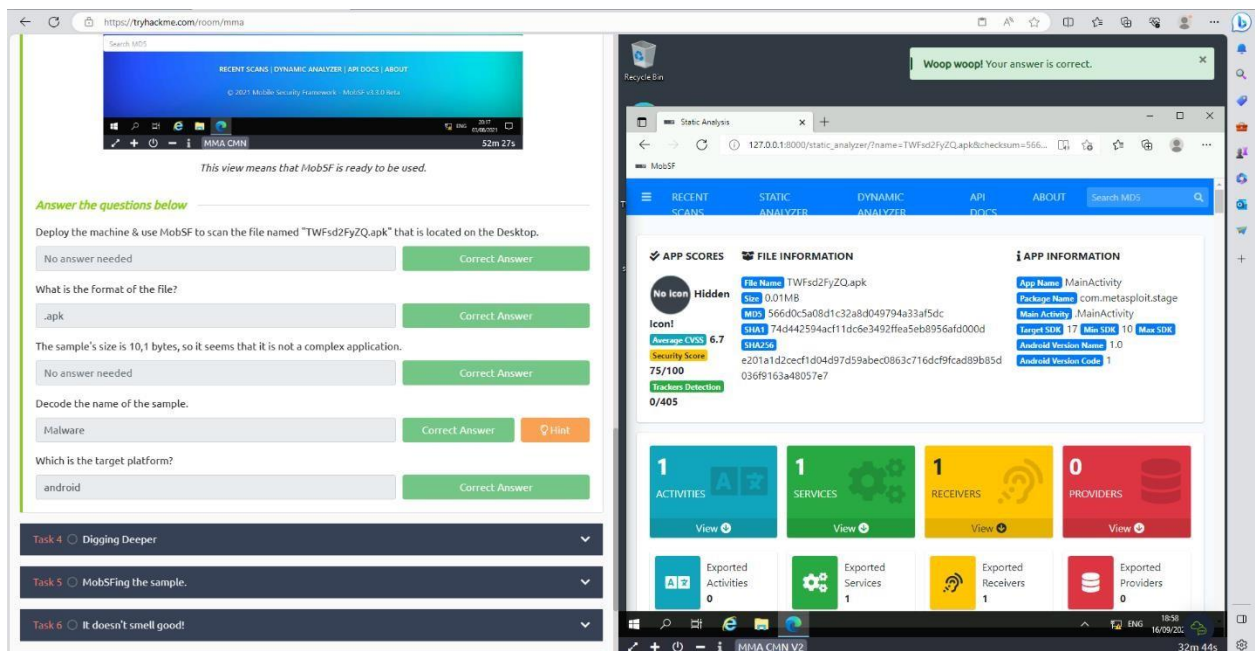 https://tryhackme.com/room/mma
Search MD5
RECENT SCANS | DYNAMIC ANALYZER | API DOCS | ABOUT
© 2021 Mobile Security Framework - MobSF v3.3.0 Beta
ENG 20:17
03/08/2021
MMA CMN 52m 27s
This view means that MobSF is ready to be used.
Answer the questions below
Deploy the machine & use MobSF to scan the file named "TWFsd2FyZQ.apk" that is located on the Desktop.
No answer needed Correct Answer
What is the format of the file?
.apk Correct Answer
The sample's size is 10,1 bytes, so it seems that it is not a complex application.
No answer needed Correct Answer
Decode the name of the sample.
Malware Correct Answer Hint
Which is the target platform?
android Correct Answer
Task 4 Digging Deeper
Task 5 MobSFing the sample.
Task 6 It doesn't smell good!
Recycle Bin
Woop woop! Your answer is correct.
Static Analysis
127.0.0.1:8000/static_analyzer/?name=TWFsd2FyZQ.apk&checksum=566...
MobSF
RECENT SCANS STATIC ANALYZER DYNAMIC ANALYZER API DOCS ABOUT Search MD5
APP SCORES
No Icon Hidden
Icon!
Average CVSS 6.7
Security Score
75/100
Trackers Detection
0/405
FILE INFORMATION
File Name TWFsd2FyZQ.apk
Size 0.01MB
MD5 566d0c5a08d1c32a8d049794a33af5dc
SHA1 74d442594acf11dc6e3492ffea5eb8956afd000d
SHA256
e201a1d2cecf1d04d97d59abec0863c716dcf9fcad89b85d
036f9163a48057e7
APP INFORMATION
App Name MainActivity
Package Name com.metasploit.stage
Main Activity .MainActivity
Target SDK 17 Min SDK 10 Max SDK
Android Version Name 1.0
Android Version Code 1
1
ACTIVITIES
View
1
SERVICES
View
1
RECEIVERS
View
0
PROVIDERS
View
Exported
Activities
0
Exported
Services
1
Exported
Receivers
1
Exported
Providers
0
ENG 18:58
MMA CMN V2 32m 44s